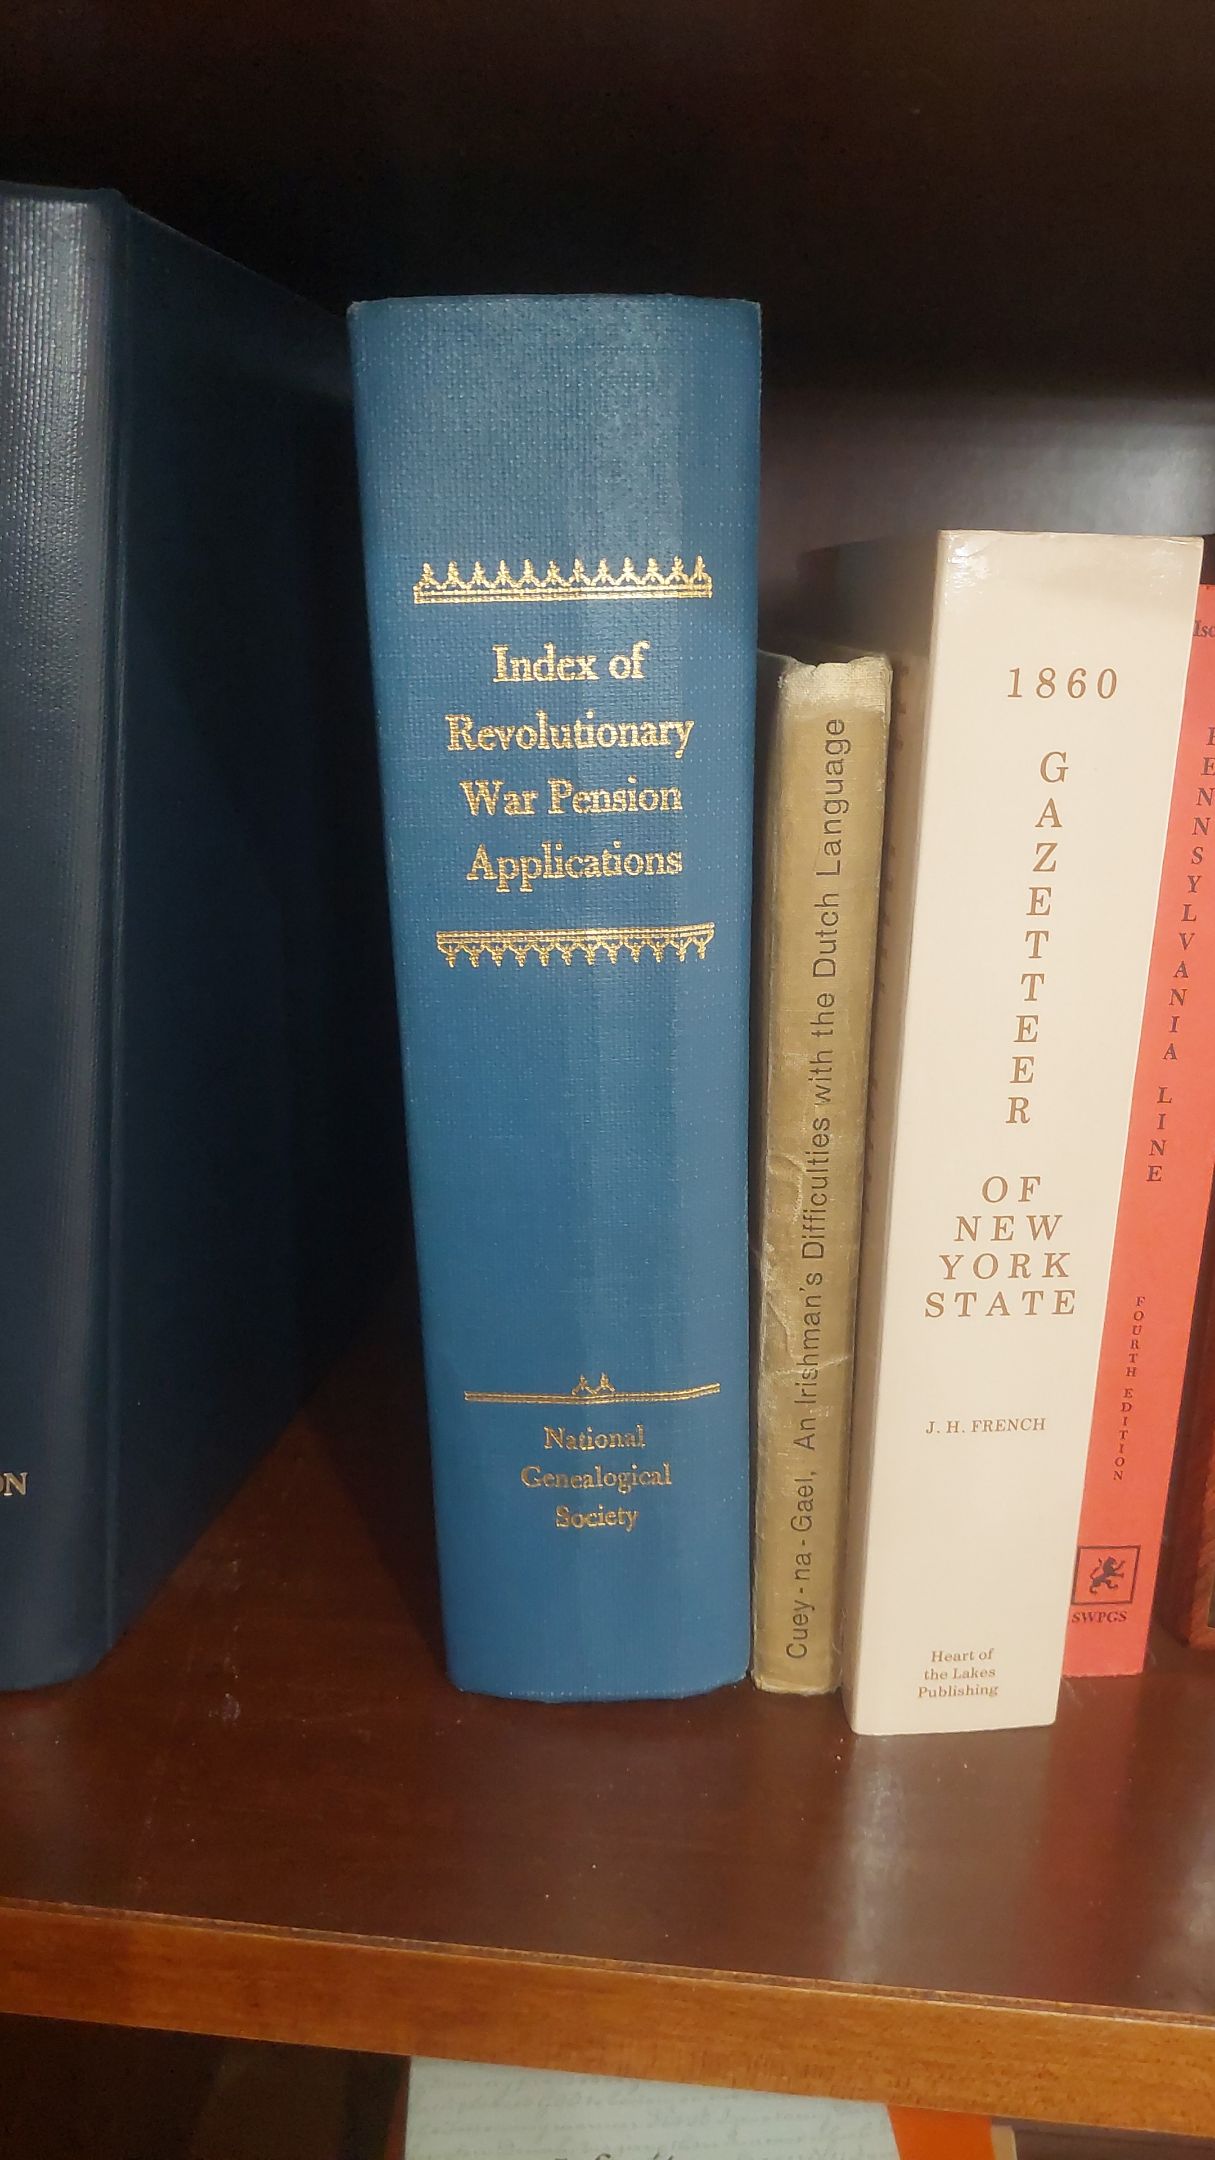 Index of
Revolutionary
War Pension
Applications
National
Genealogical
Society
Cuey-na-Gael, An Irishman's Difficulties with the Dutch Language
1860
GAZETTEER
OF
NEW
YORK
STATE
J. H. FRENCH
Heart of
the Lakes
Publishing
PENNSYLVANIA LINE
FOURTH EDITION
SWPGS